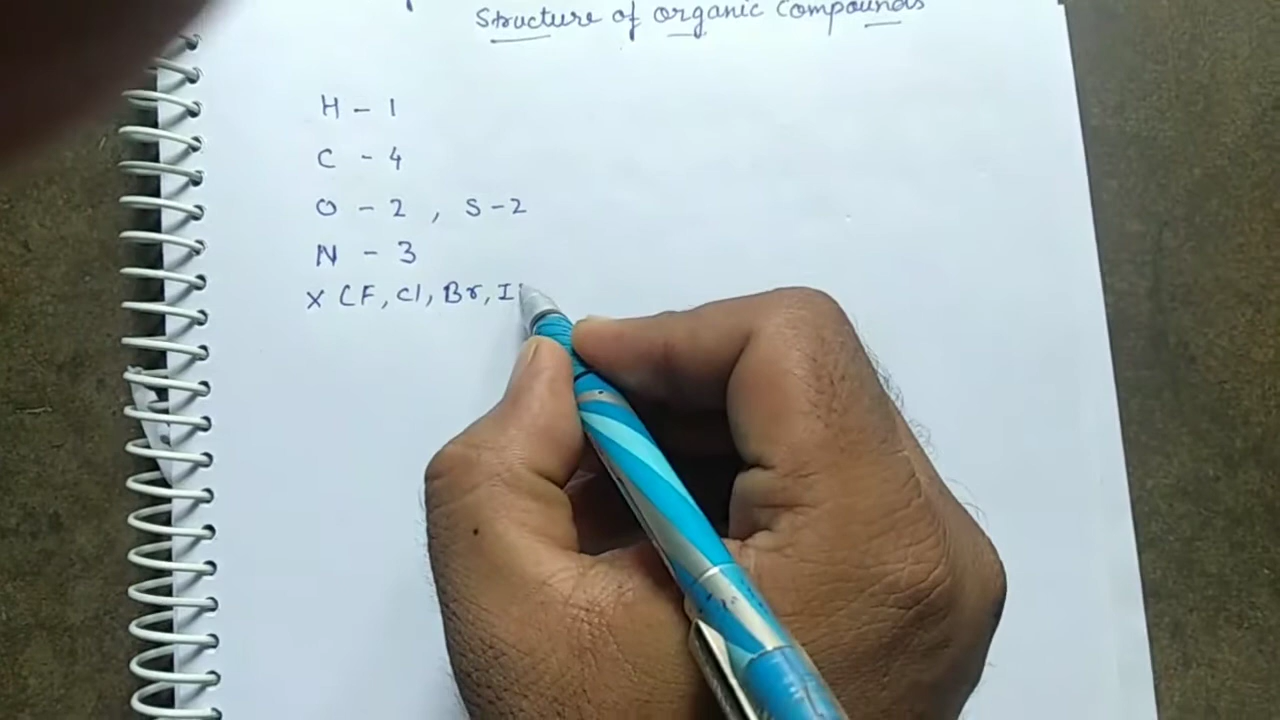 Structure of organic Compounds
H - 1
C - 4
O - 2 , S - 2
N - 3
X (F, Cl, Br, I